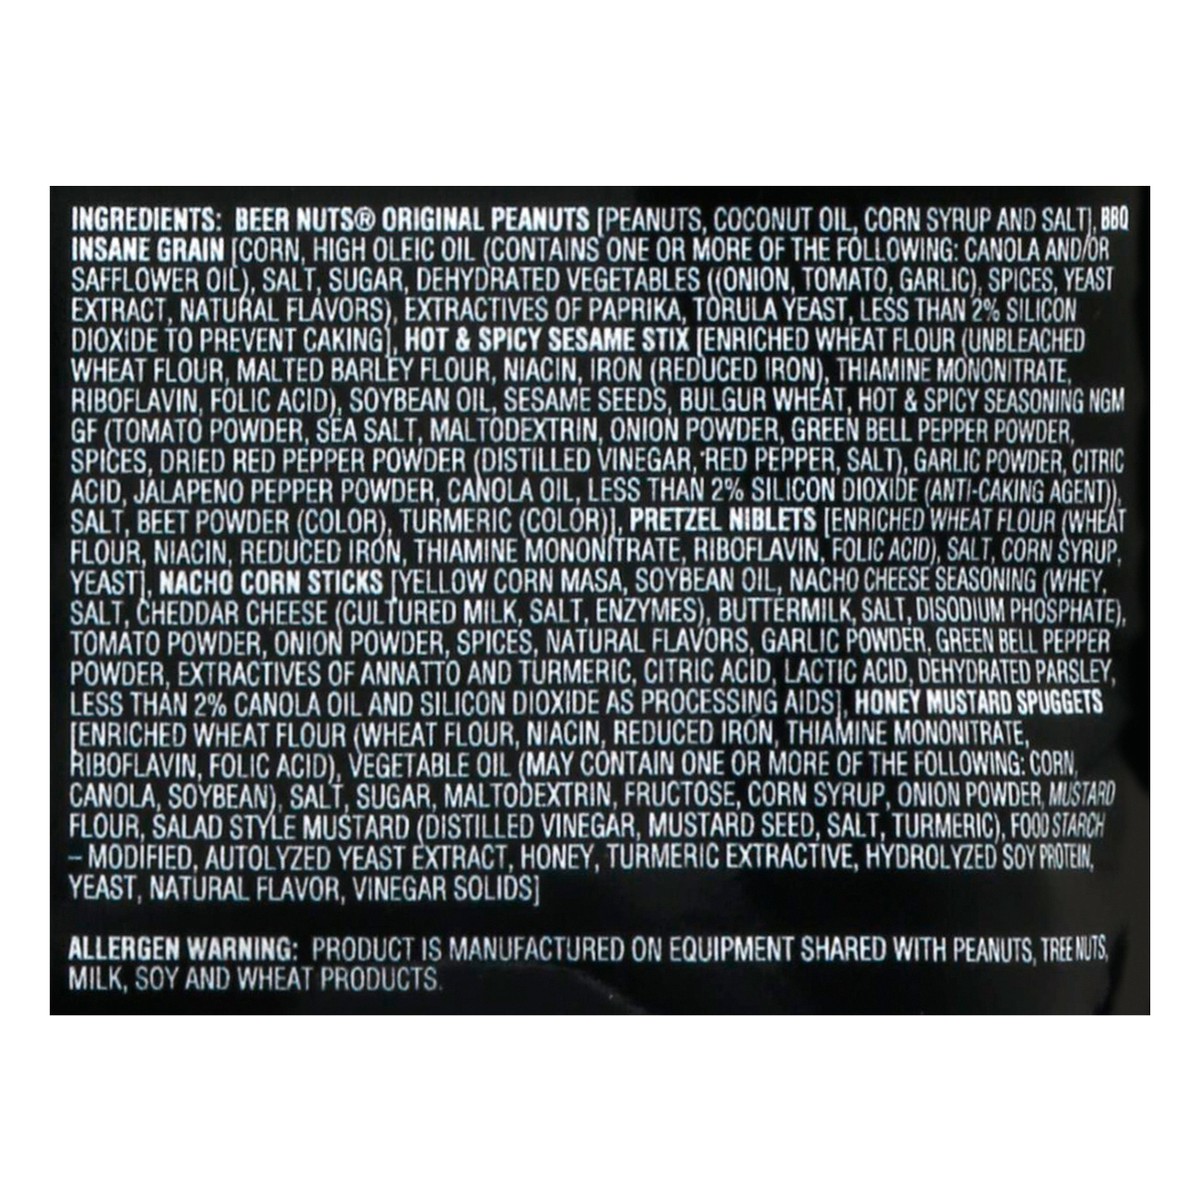 INGREDIENTS: BEER NUTS® ORIGINAL PEANUTS [PEANUTS, COCONUT OIL, CORN SYRUP AND SALT], BBQ
INSANE GRAIN [CORN, HIGH OLEIC OIL (CONTAINS ONE OR MORE OF THE FOLLOWING: CANOLA AND/OR
SAFFLOWER OIL), SALT, SUGAR, DEHYDRATED VEGETABLES ((ONION, TOMATO, GARLIC), SPICES, YEAST
EXTRACT, NATURAL FLAVORS), EXTRACTIVES OF PAPRIKA, TORULA YEAST, LESS THAN 2% SILICON
DIOXIDE TO PREVENT CAKING], HOT & SPICY SESAME STIX [ENRICHED WHEAT FLOUR (UNBLEACHED
WHEAT FLOUR, MALTED BARLEY FLOUR, NIACIN, IRON (REDUCED IRON), THIAMINE MONONITRATE,
RIBOFLAVIN, FOLIC ACID), SOYBEAN OIL, SESAME SEEDS, BULGUR WHEAT, HOT & SPICY SEASONING NGM
GF (TOMATO POWDER, SEA SALT, MALTODEXTRIN, ONION POWDER, GREEN BELL PEPPER POWDER,
SPICES, DRIED RED PEPPER POWDER (DISTILLED VINEGAR, RED PEPPER, SALT), GARLIC POWDER, CITRIC
ACID, JALAPENO PEPPER POWDER, CANOLA OIL, LESS THAN 2% SILICON DIOXIDE (ANTI-CAKING AGENT)),
SALT, BEET POWDER (COLOR), TURMERIC (COLOR)], PRETZEL NIBLETS [ENRICHED WHEAT FLOUR (WHEAT
FLOUR, NIACIN, REDUCED IRON, THIAMINE MONONITRATE, RIBOFLAVIN, FOLIC ACID), SALT, CORN SYRUP,
YEAST], NACHO CORN STICKS [YELLOW CORN MASA, SOYBEAN OIL, NACHO CHEESE SEASONING (WHEY,
SALT, CHEDDAR CHEESE (CULTURED MILK, SALT, ENZYMES), BUTTERMILK, SALT, DISODIUM PHOSPHATE),
TOMATO POWDER, ONION POWDER, SPICES, NATURAL FLAVORS, GARLIC POWDER, GREEN BELL PEPPER
POWDER, EXTRACTIVES OF ANNATTO AND TURMERIC, CITRIC ACID, LACTIC ACID, DEHYDRATED PARSLEY,
LESS THAN 2% CANOLA OIL AND SILICON DIOXIDE AS PROCESSING AIDS], HONEY MUSTARD SPUGGETS
[ENRICHED WHEAT FLOUR (WHEAT FLOUR, NIACIN, REDUCED IRON, THIAMINE MONONITRATE,
RIBOFLAVIN, FOLIC ACID), VEGETABLE OIL (MAY CONTAIN ONE OR MORE OF THE FOLLOWING: CORN,
CANOLA, SOYBEAN), SALT, SUGAR, MALTODEXTRIN, FRUCTOSE, CORN SYRUP, ONION POWDER, MUSTARD
FLOUR, SALAD STYLE MUSTARD (DISTILLED VINEGAR, MUSTARD SEED, SALT, TURMERIC), FOOD STARCH
– MODIFIED, AUTOLYZED YEAST EXTRACT, HONEY, TURMERIC EXTRACTIVE, HYDROLYZED SOY PROTEIN,
YEAST, NATURAL FLAVOR, VINEGAR SOLIDS]
ALLERGEN WARNING: PRODUCT IS MANUFACTURED ON EQUIPMENT SHARED WITH PEANUTS, TREE NUTS,
MILK, SOY AND WHEAT PRODUCTS.